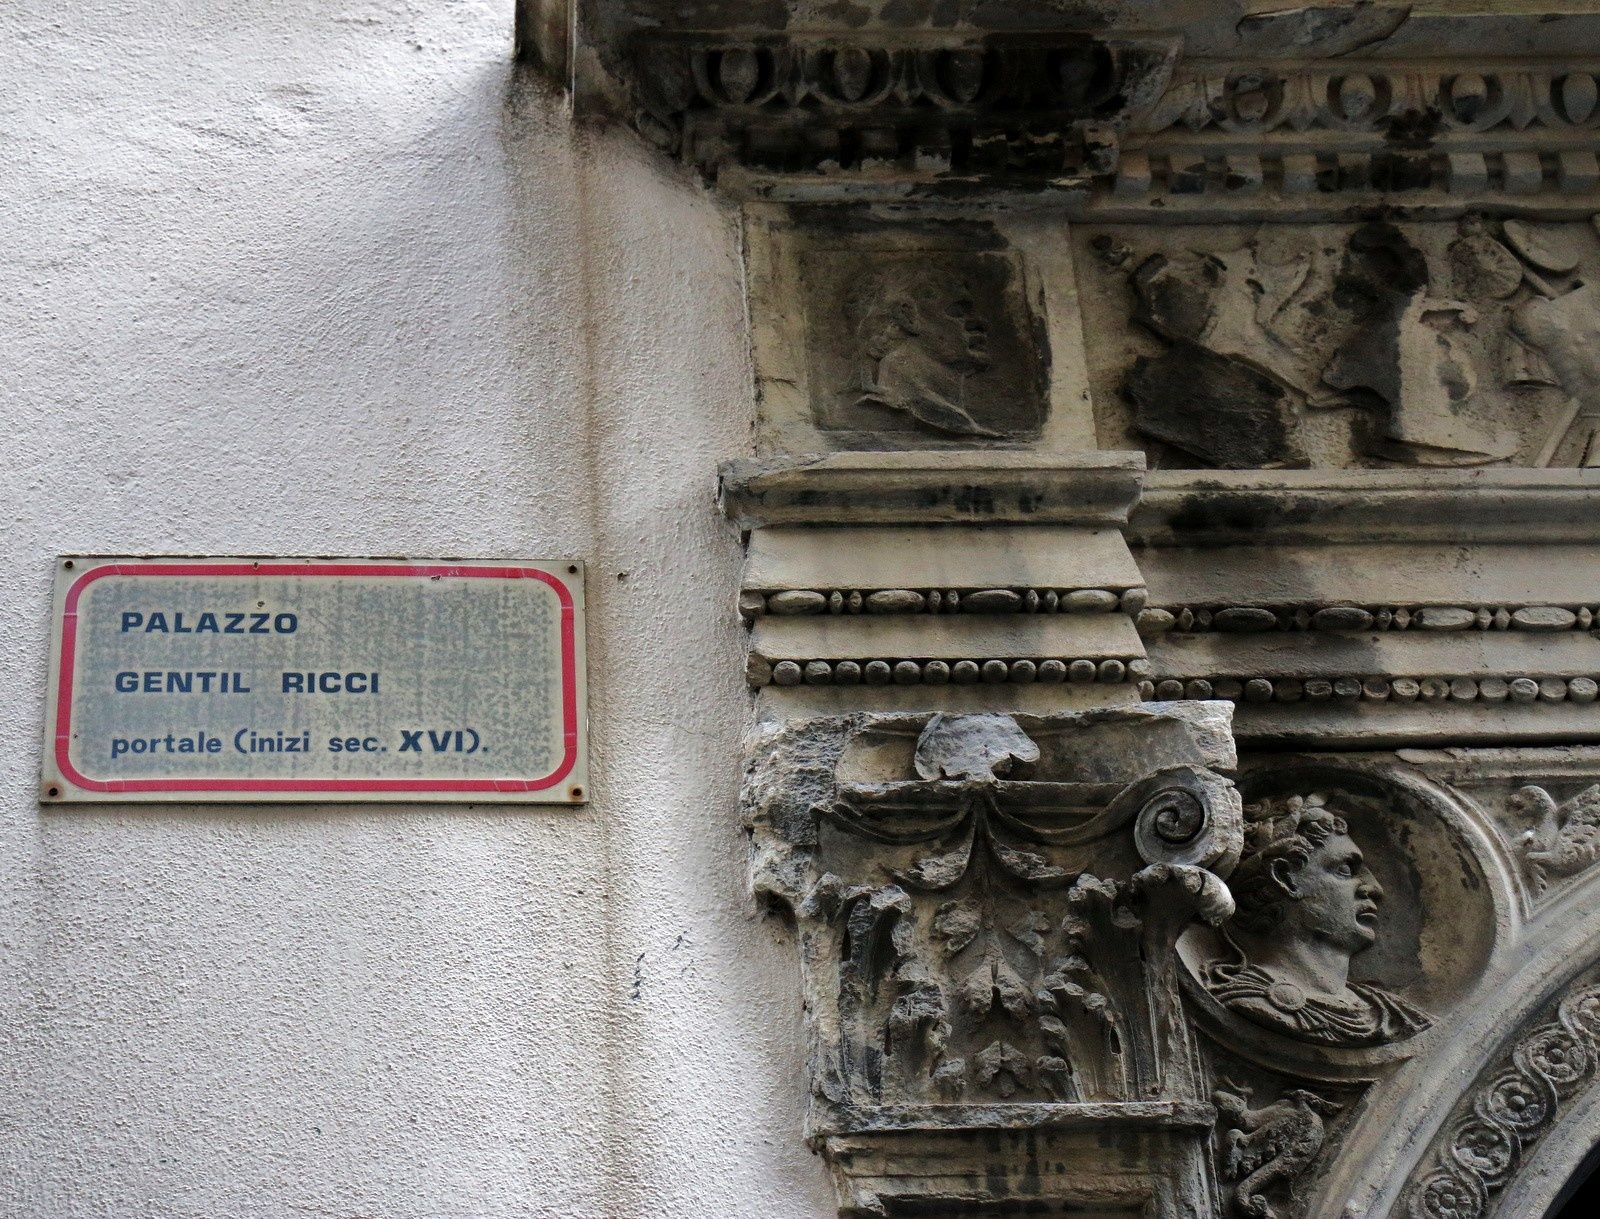 PALAZZO
GENTIL RICCI
portale (inizi sec. XVI).